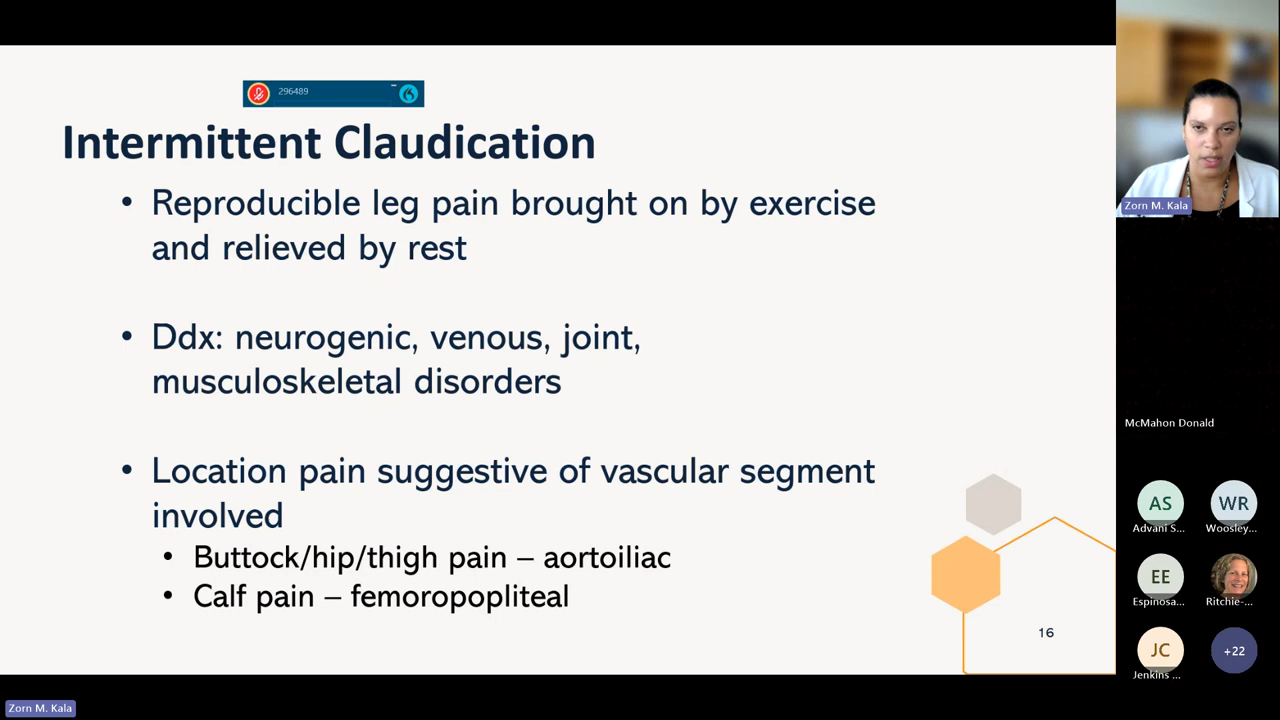 296489
Intermittent Claudication
• Reproducible leg pain brought on by exercise
and relieved by rest
• Ddx: neurogenic, venous, joint,
musculoskeletal disorders
• Location pain suggestive of vascular segment
involved
• Buttock/hip/thigh pain – aortoiliac
• Calf pain – femoropopliteal
16
Zorn M. Kala
McMahon Donald
AS
Advani S...
WR
Woosley...
EE
Espinosa...
Ritchie-...
JC
Jenkins ...
+22
Zorn M. Kala